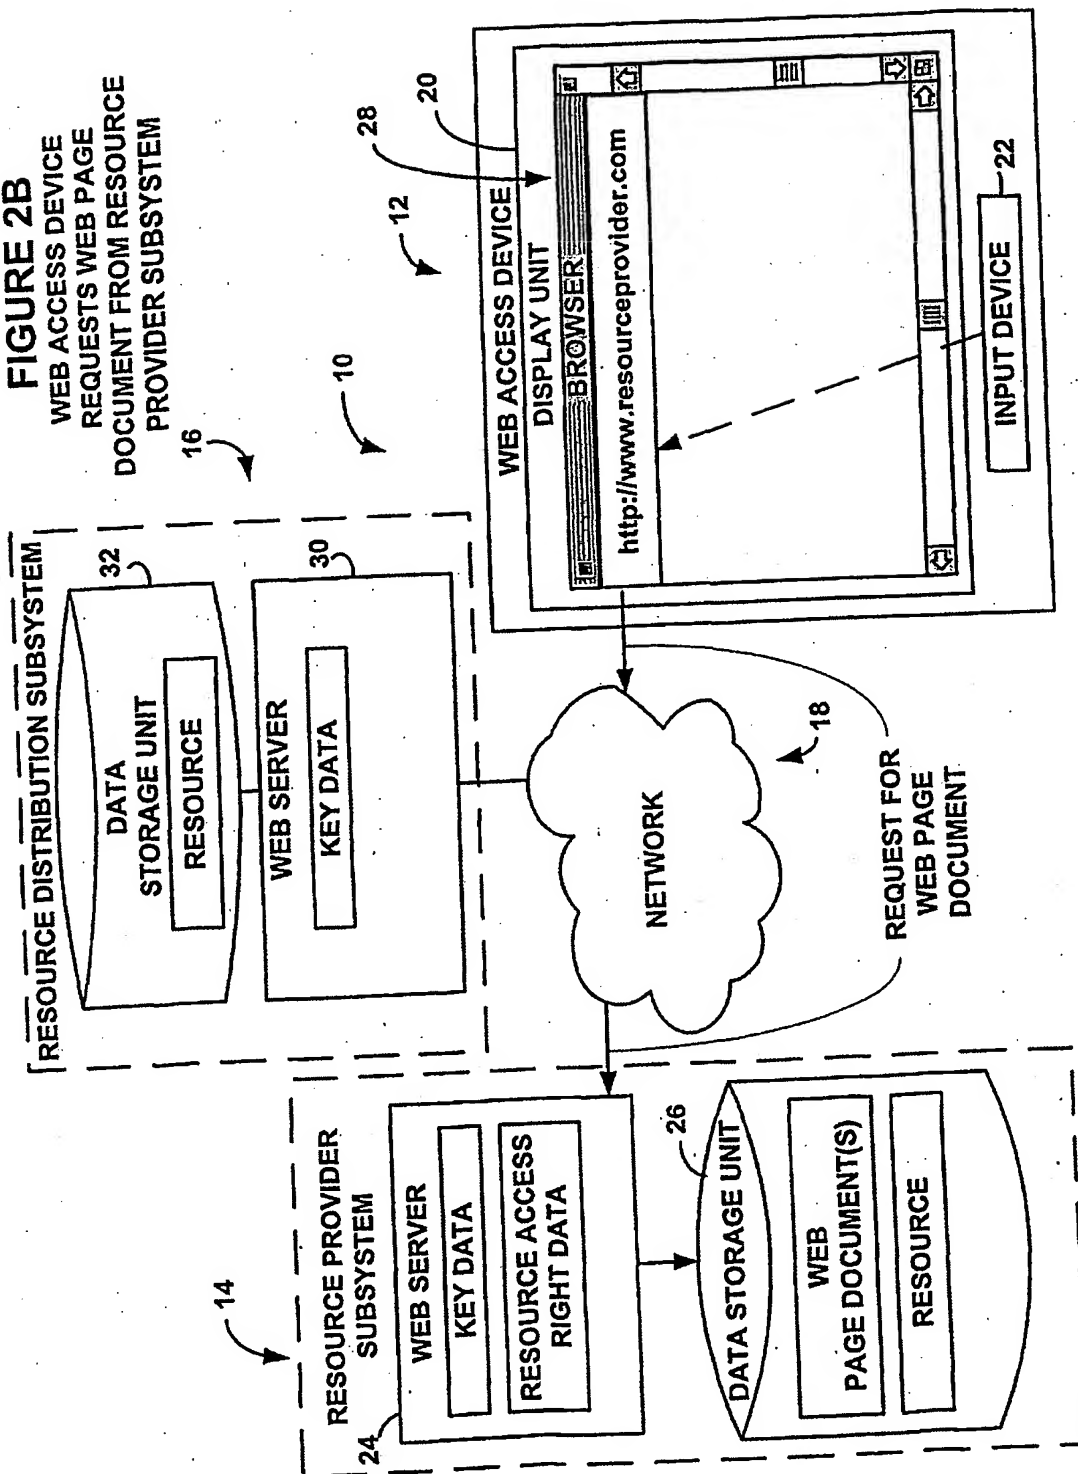 FIGURE 2B
WEB ACCESS DEVICE
REQUESTS WEB PAGE
DOCUMENT FROM RESOURCE
PROVIDER SUBSYSTEM
16
10
12
28
20
RESOURCE DISTRIBUTION SUBSYSTEM
32
DATA
STORAGE UNIT
RESOURCE
30
WEB SERVER
KEY DATA
WEB ACCESS DEVICE
DISPLAY UNIT
BROWSER
http://www.resourceprovider.com
INPUT DEVICE
22
NETWORK
18
REQUEST FOR
WEB PAGE
DOCUMENT
14
RESOURCE PROVIDER
SUBSYSTEM
24
WEB SERVER
KEY DATA
RESOURCE ACCESS
RIGHT DATA
26
DATA STORAGE UNIT
WEB
PAGE DOCUMENT(S)
RESOURCE